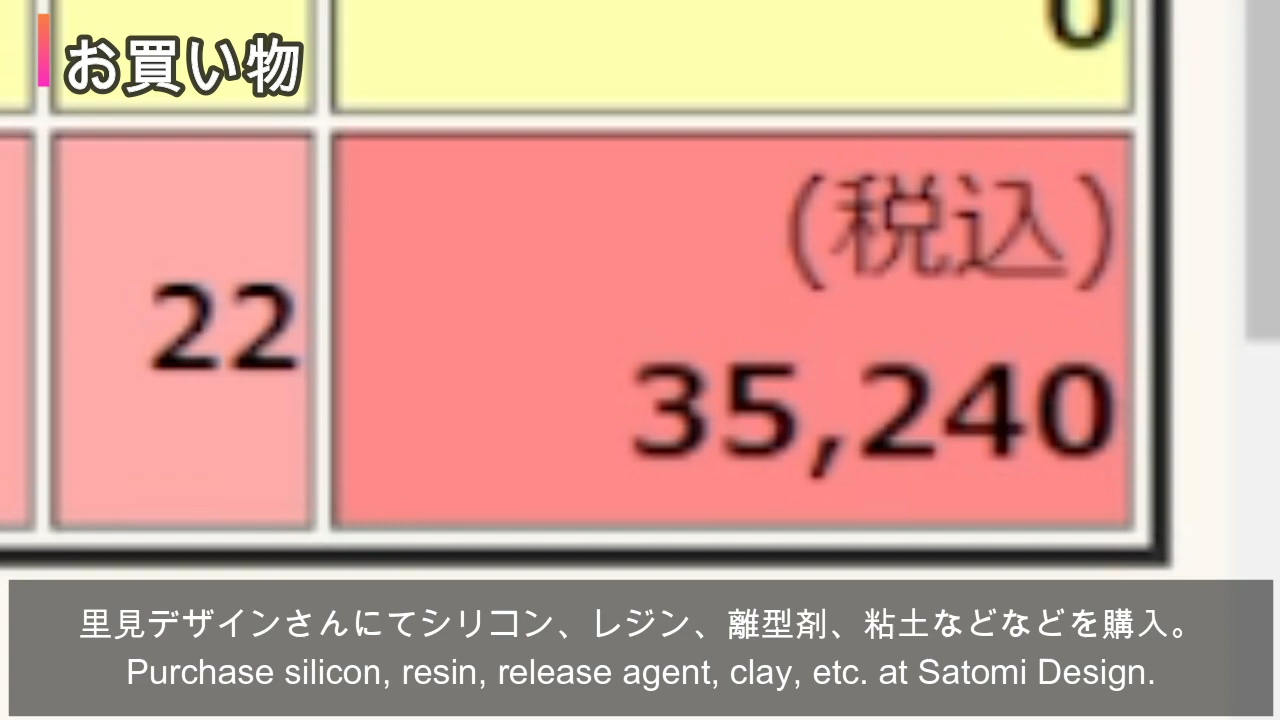 お買い物
0
(税込)
22
35,240
里見デザインさんにてシリコン、レジン、離型剤、粘土などなどを購入。
Purchase silicon, resin, release agent, clay, etc. at Satomi Design.